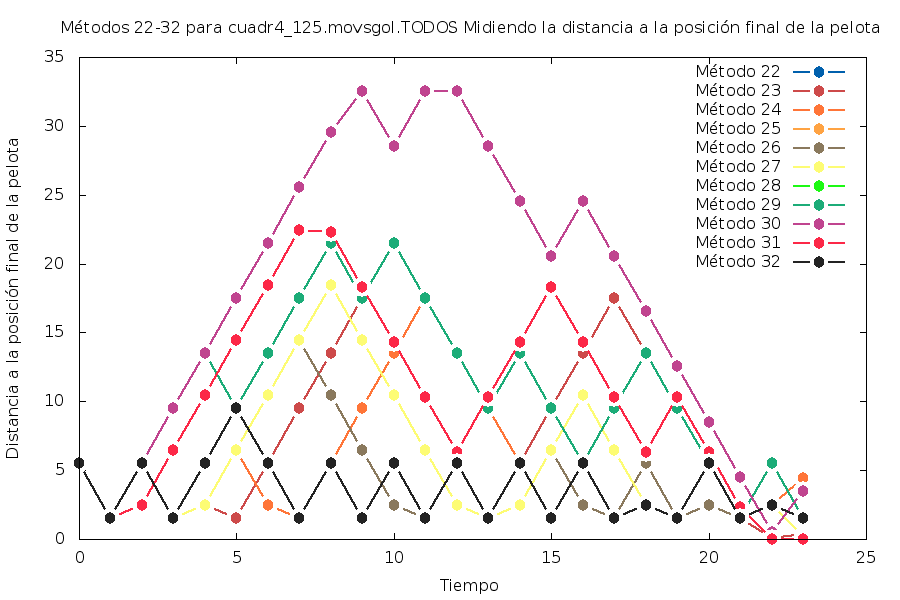 Métodos 22-32 para cuadr4_125.movsgol.TODOS Midiendo la distancia a la posición final de la pelota
35
30
25
20
15
10
5
0
Distancia a la posición final de la pelota
Método 22
Método 23
Método 24
Método 25
Método 26
Método 27
Método 28
Método 29
Método 30
Método 31
Método 32
0 5 10 15 20 25
Tiempo